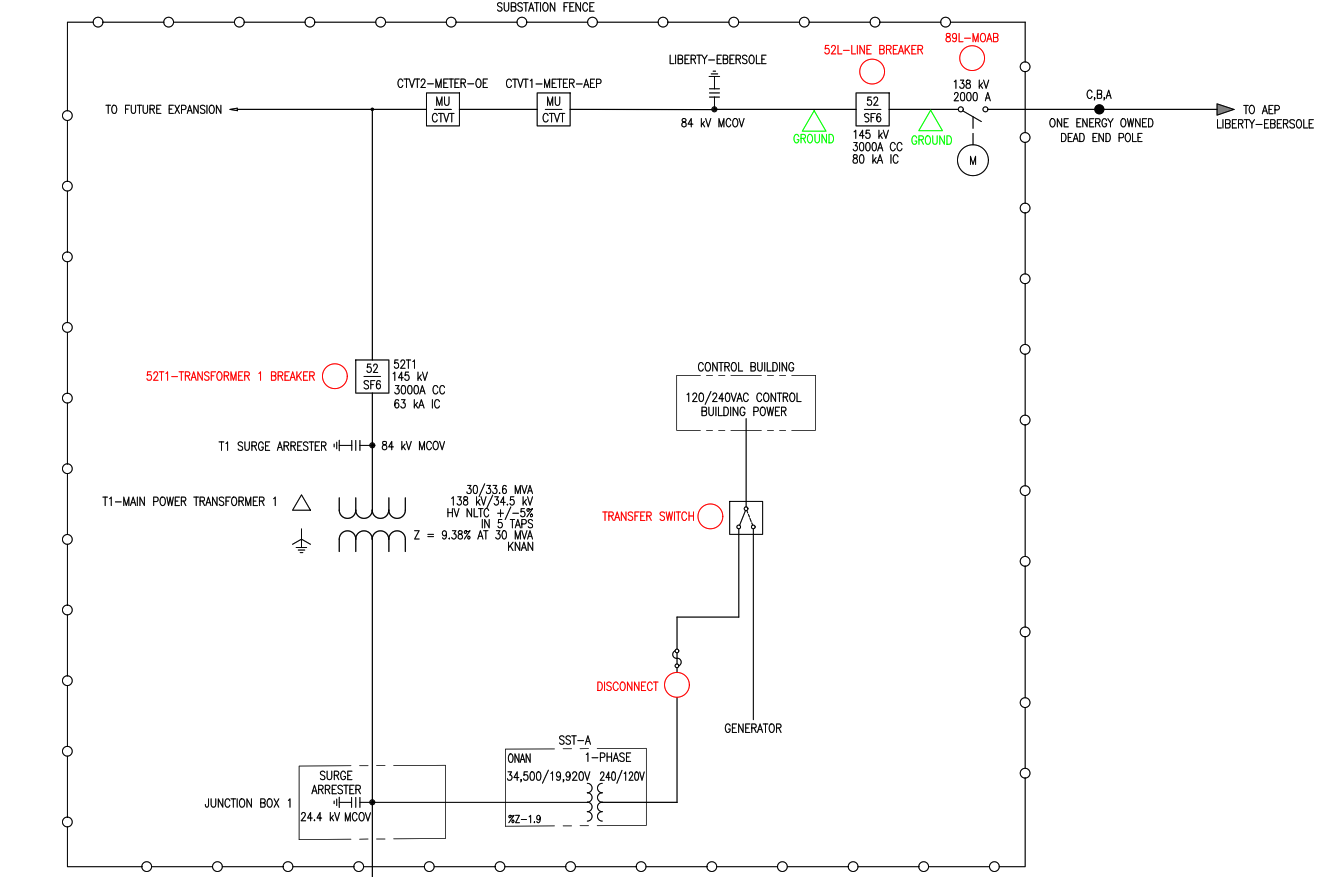 SUBSTATION FENCE
89L-MOAB
52L-LINE BREAKER
LIBERTY-EBERSOLE
CTVT2-METER-OE
CTVT1-METER-AEP
138 kV
2000 A
TO FUTURE EXPANSION
MU
CTVT
MU
CTVT
84 kV MCOV
GROUND
52
SF6
145 kV
3000A CC
80 kA IC
GROUND
M
C,B,A
ONE ENERGY OWNED
DEAD END POLE
TO AEP
LIBERTY-EBERSOLE
52T1-TRANSFORMER 1 BREAKER
52
SF6
52T1
145 kV
3000A CC
63 kA IC
CONTROL BUILDING
120/240VAC CONTROL
BUILDING POWER
T1 SURGE ARRESTER
84 kV MCOV
T1-MAIN POWER TRANSFORMER 1
30/33.6 MVA
138 kV/34.5 kV
HV NLTC +/-5%
IN 5 TAPS
Z = 9.38% AT 30 MVA
KNAN
TRANSFER SWITCH
DISCONNECT
GENERATOR
SST-A
ONAN
1-PHASE
34,500/19,920V
240/120V
%Z-1.9
JUNCTION BOX 1
SURGE
ARRESTER
24.4 kV MCOV